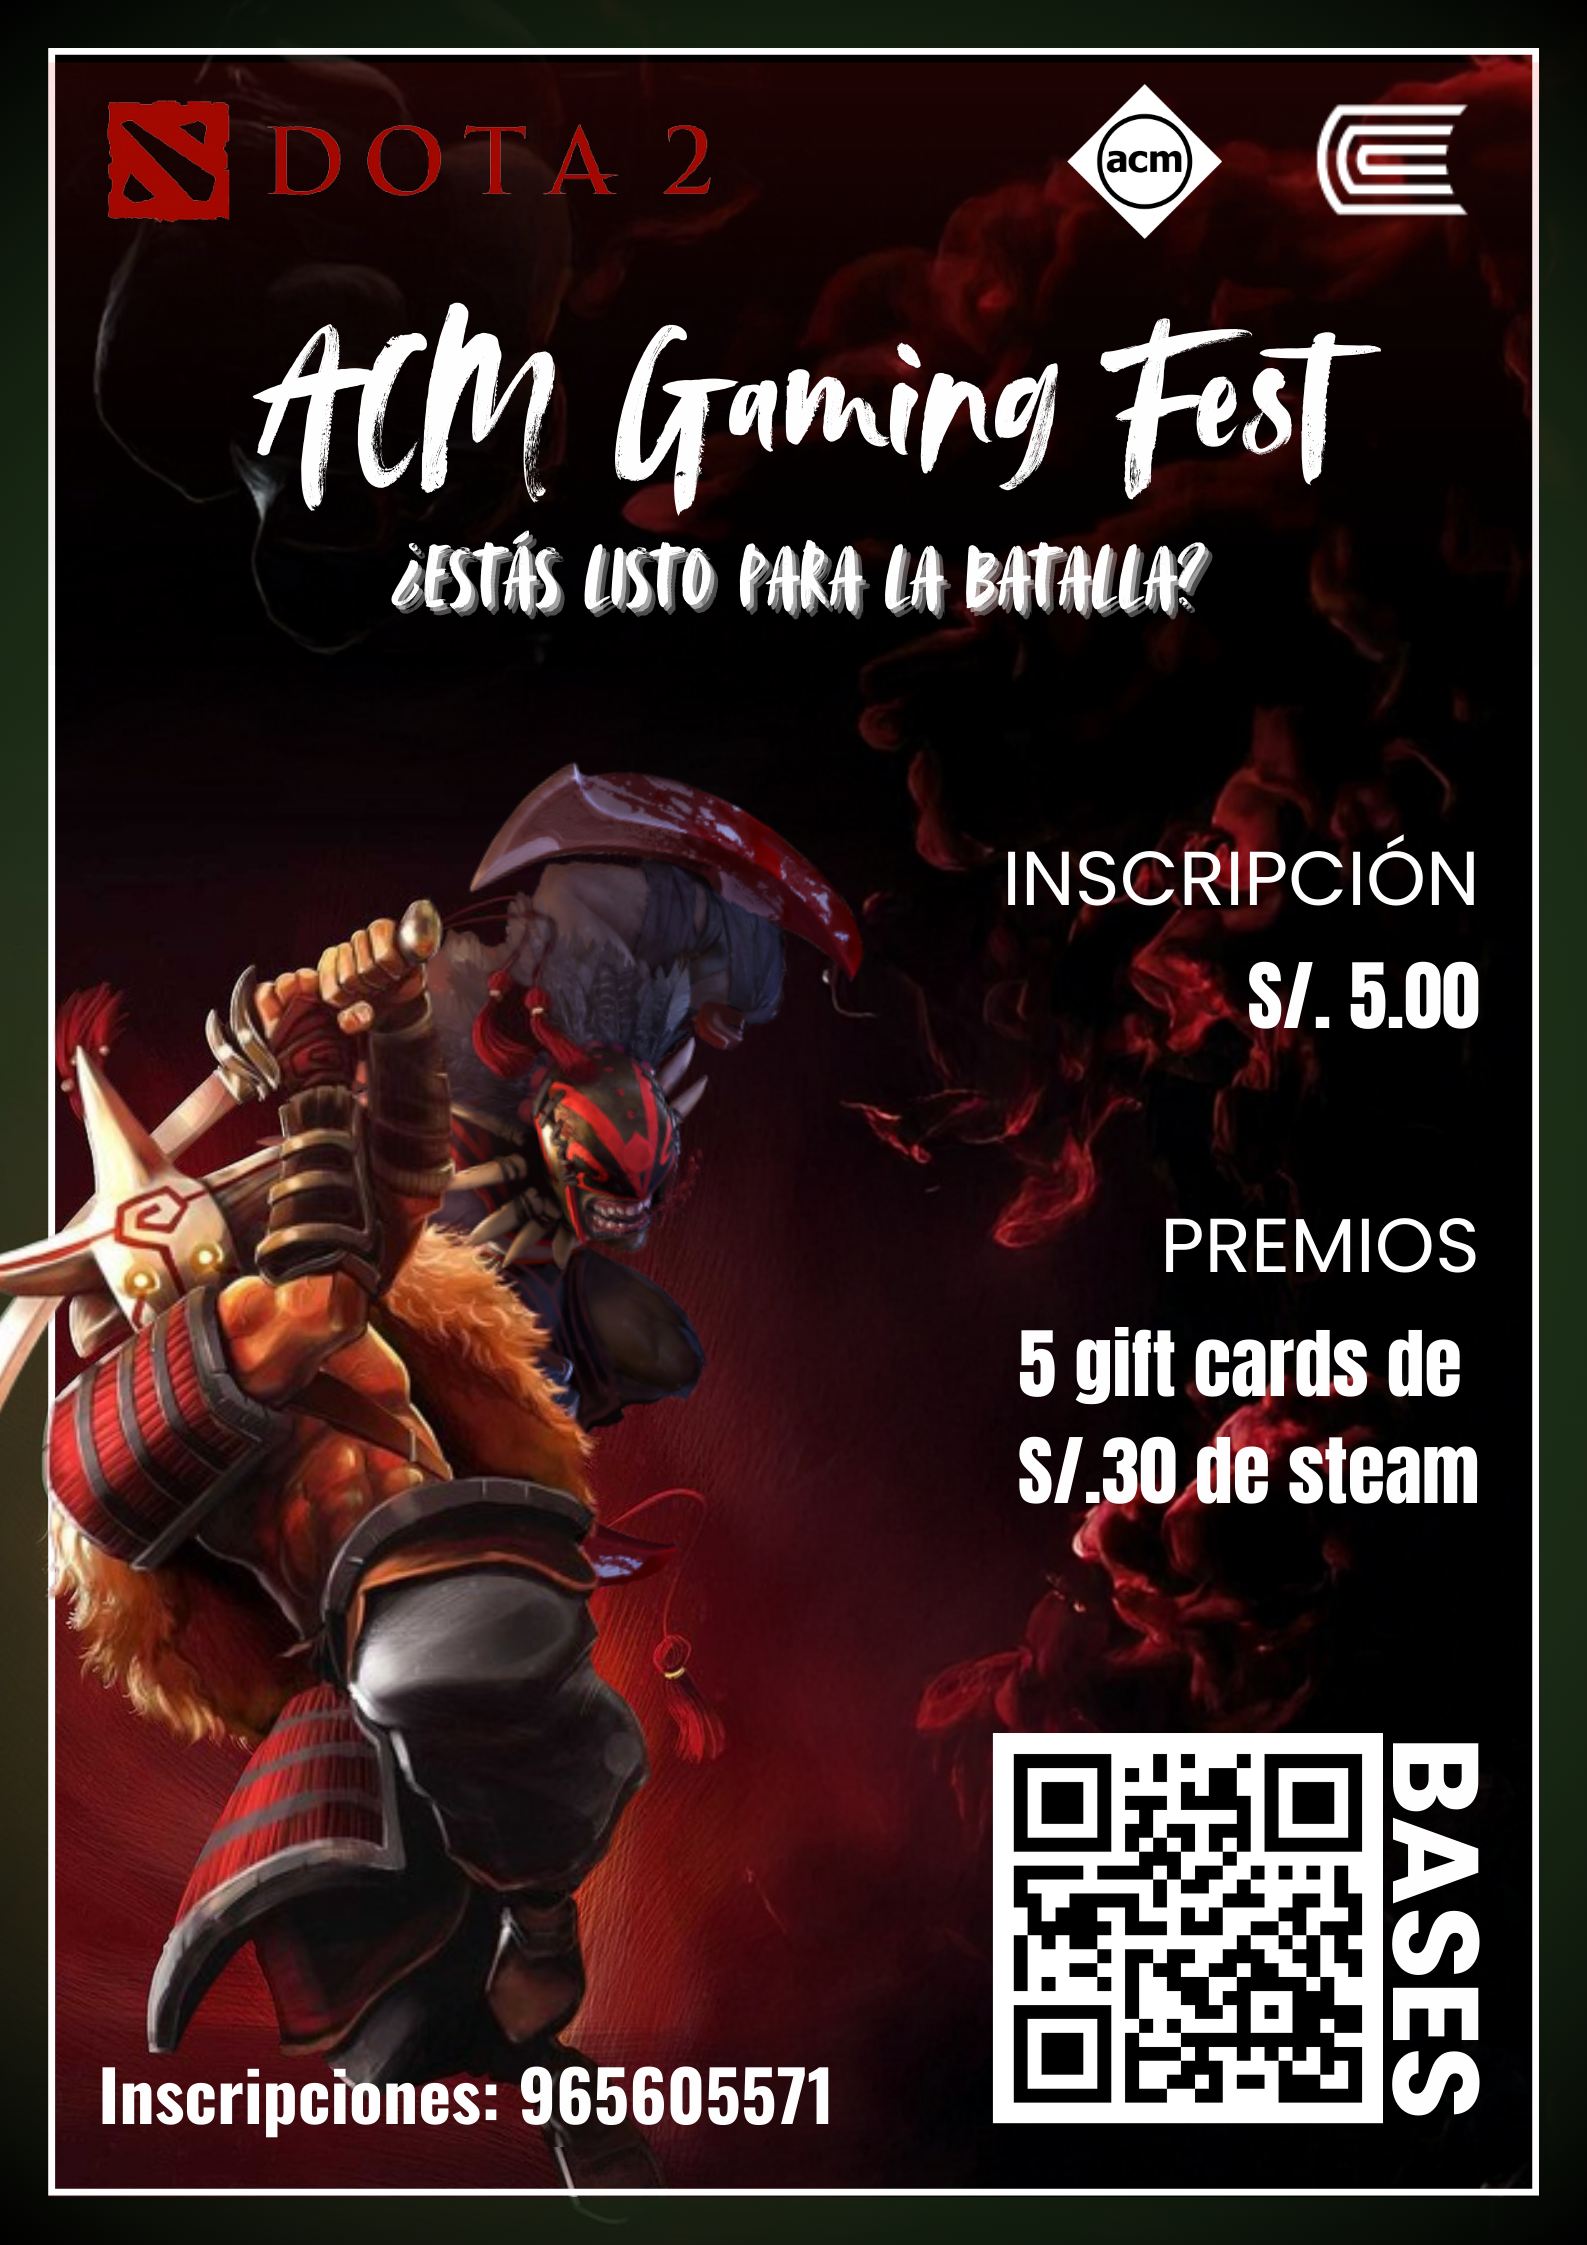 DOTA 2
acm
ACM Gaming Fest
¿ESTÁS LISTO PARA LA BATALLA?
INSCRIPCIÓN
S/. 5.00
PREMIOS
5 gift cards de
S/.30 de steam
BASES
Inscripciones: 965605571